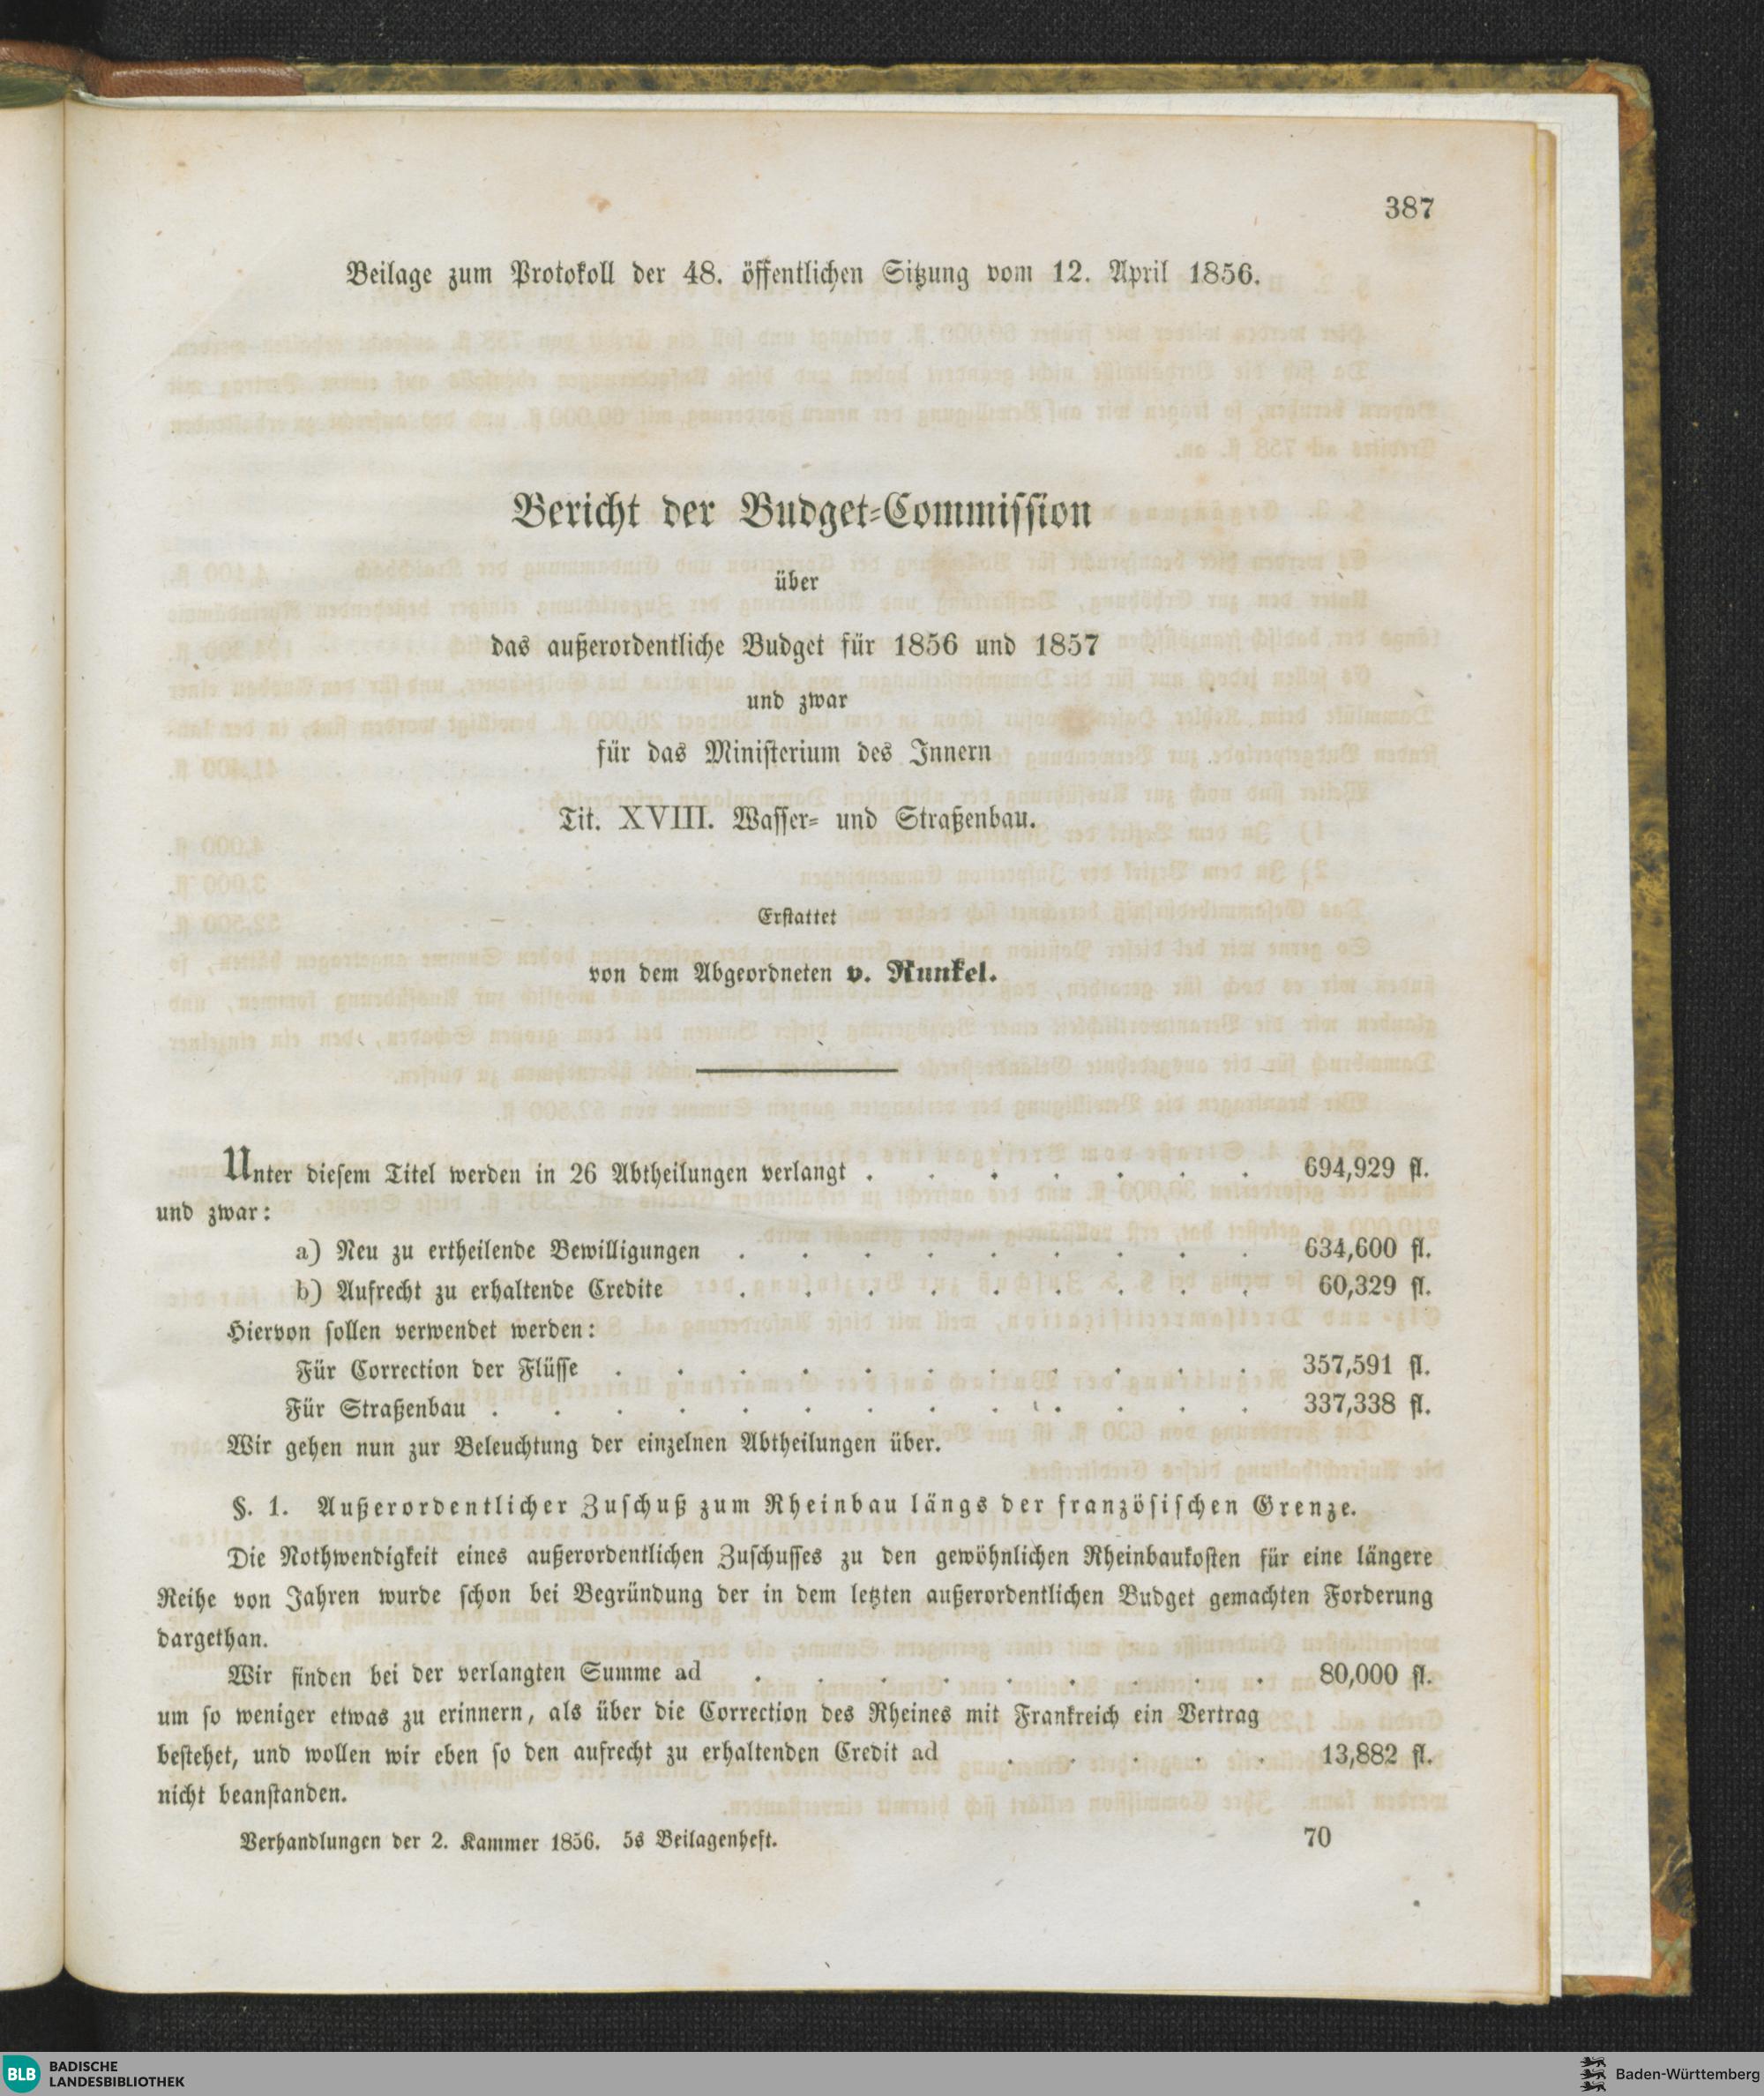 387
Beilage zum Protokoll der 48. öffentlichen Sitzung vom 12. April 1856.
Bericht der Budget-Commission
über
das außerordentliche Budget für 1856 und 1857
und zwar
für das Ministerium des Innern
Tit. XVIII. Wasser- und Straßenbau.
Erstattet
von dem Abgeordneten v. Runkel.
Unter diesem Titel werden in 26 Abtheilungen verlangt . . . . . . . 694,929 fl.
und zwar:
a) Neu zu ertheilende Bewilligungen . . . . . . . . . 634,600 fl.
b) Aufrecht zu erhaltende Credite . . . . . . . . . 60,329 fl.
Hiervon sollen verwendet werden:
Für Correction der Flüsse . . . . . . . . . . . 357,591 fl.
Für Straßenbau . . . . . . . . . . . . . 337,338 fl.
Wir gehen nun zur Beleuchtung der einzelnen Abtheilungen über.
§. 1. Außerordentlicher Zuschuß zum Rheinbau längs der französischen Grenze.
Die Nothwendigkeit eines außerordentlichen Zuschusses zu den gewöhnlichen Rheinbaukosten für eine längere
Reihe von Jahren wurde schon bei Begründung der in dem letzten außerordentlichen Budget gemachten Forderung
dargethan.
Wir finden bei der verlangten Summe ad . . . . . . . . . 80,000 fl.
um so weniger etwas zu erinnern, als über die Correction des Rheines mit Frankreich ein Vertrag
bestehet, und wollen wir eben so den aufrecht zu erhaltenden Credit ad . . . . . 13,882 fl.
nicht beanstanden.
Verhandlungen der 2. Kammer 1856. 5s Beilagenheft. 70
BLB BADISCHE
LANDESBIBLIOTHEK
Baden-Württemberg